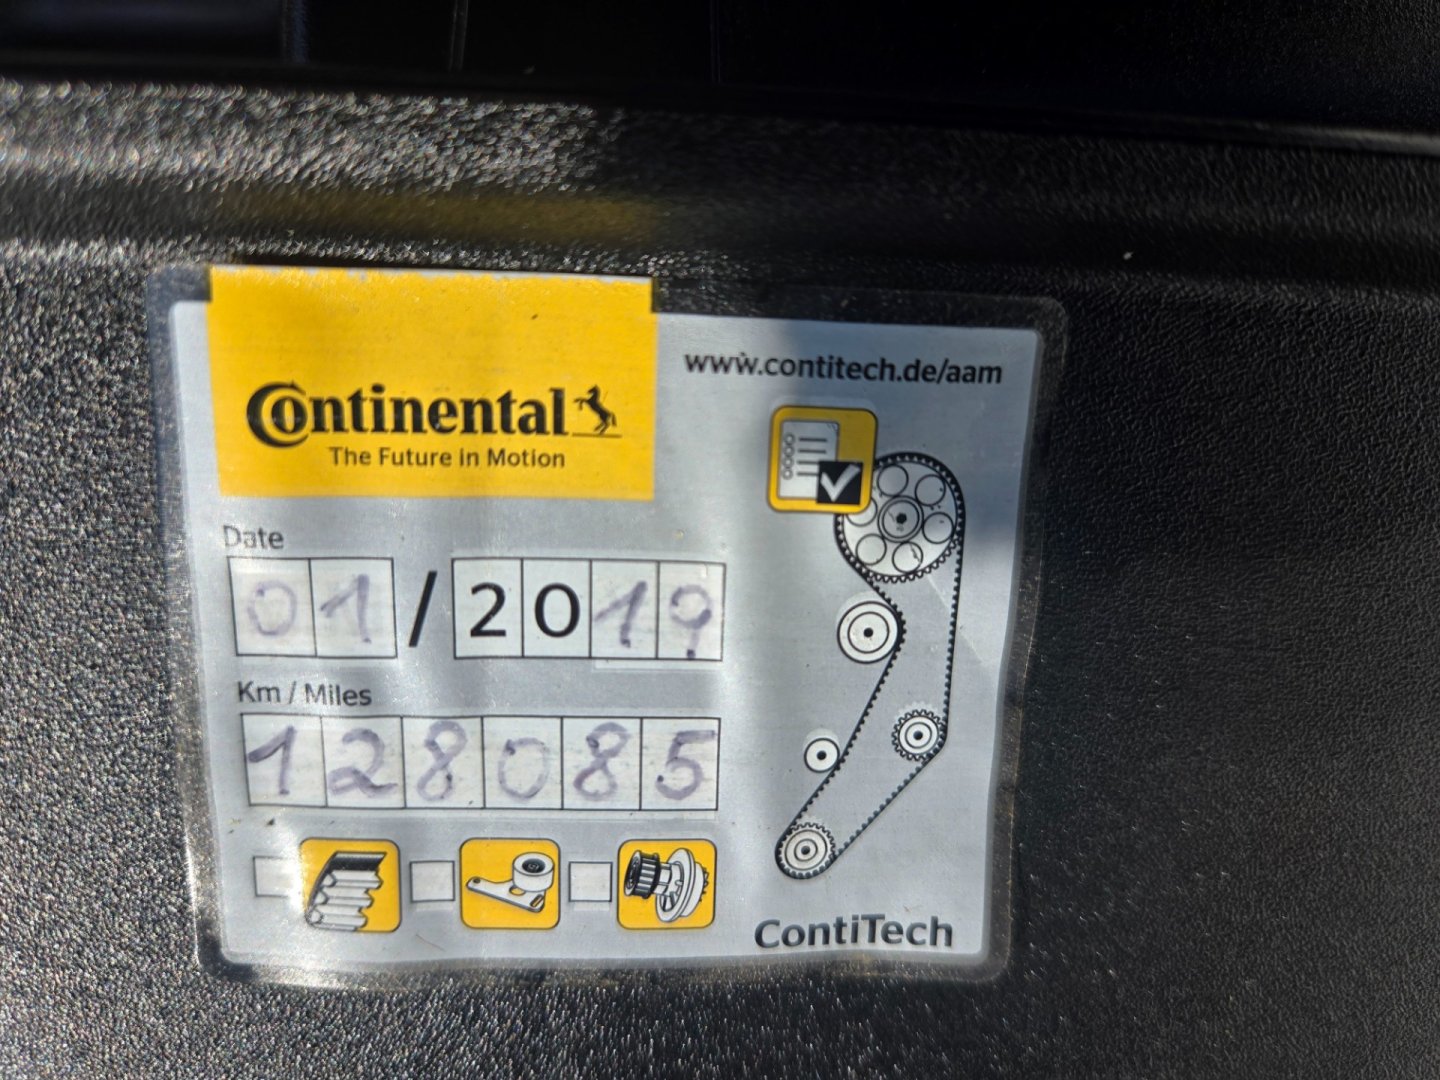 www.contitech.de/aam
Continental
The Future in Motion
Date
01/2019
Km / Miles
128085
ContiTech